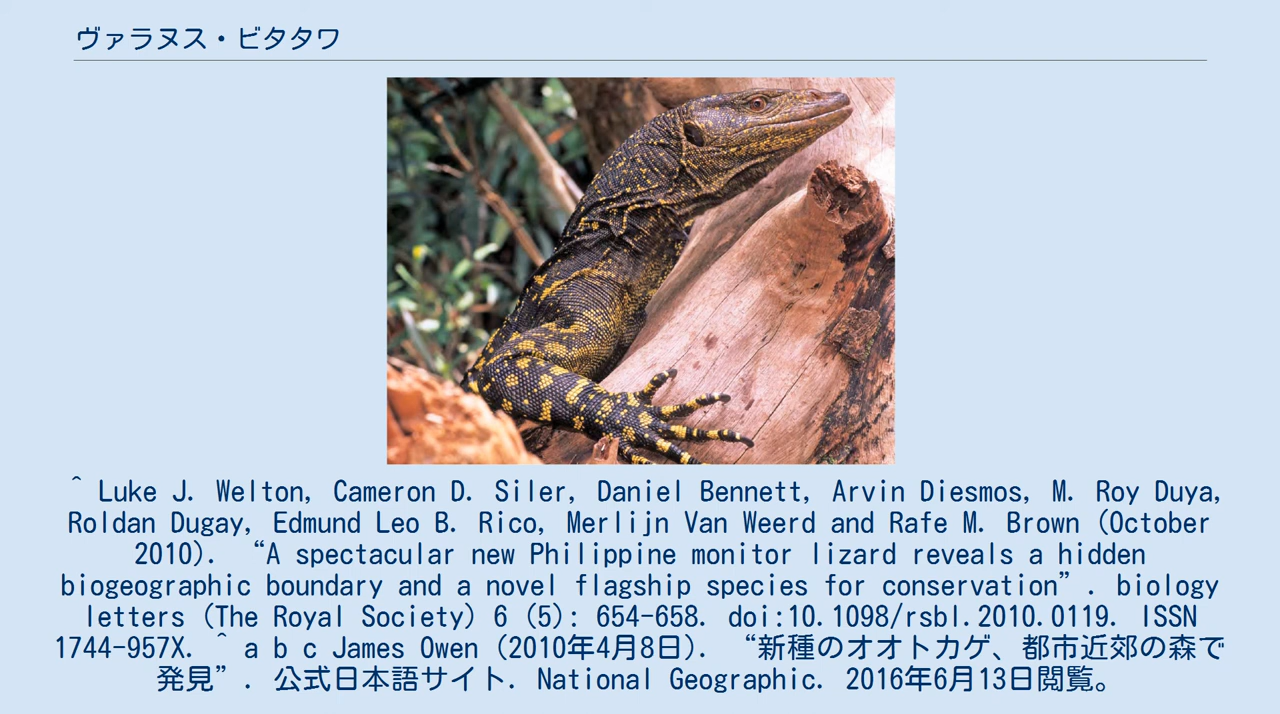 ヴァラヌス・ビタタワ
^ Luke J. Welton, Cameron D. Siler, Daniel Bennett, Arvin Diesmos, M. Roy Duya,
Roldan Dugay, Edmund Leo B. Rico, Merlijn Van Weerd and Rafe M. Brown (October
2010). “A spectacular new Philippine monitor lizard reveals a hidden
biogeographic boundary and a novel flagship species for conservation”. biology
letters (The Royal Society) 6 (5): 654-658. doi:10.1098/rsbl.2010.0119. ISSN
1744-957X. ^ a b c James Owen (2010年4月8日). “新種のオオトカゲ、都市近郊の森で
発見”. 公式日本語サイト. National Geographic. 2016年6月13日閲覧。